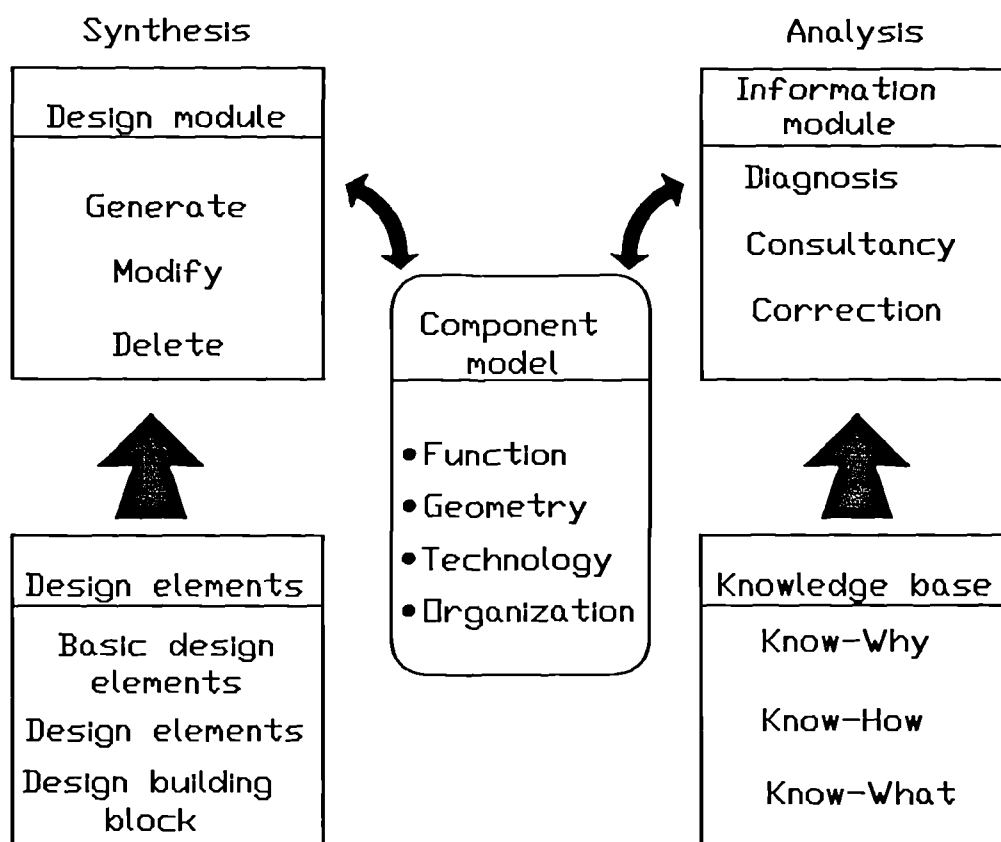 Synthesis
Design module
Generate
Modify
Delete
Design elements
Basic design
elements
Design elements
Design building
block
Component
model
• Function
• Geometry
• Technology
• Organization
Analysis
Information
module
Diagnosis
Consultancy
Correction
Knowledge base
Know-Why
Know-How
Know-What